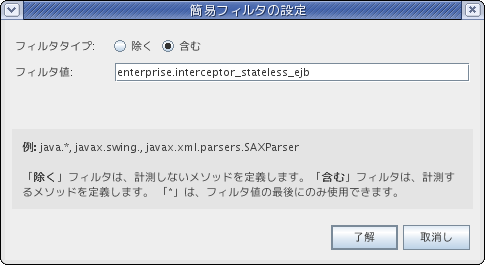 簡易フィルタの設定
フィルタタイプ: 除く 含む
フィルタ値: enterprise.interceptor_stateless_ejb
例: java.*, javax.swing., javax.xml.parsers.SAXParser
「除く」フィルタは、計測しないメソッドを定義します。「含む」フィルタは、計測す
るメソッドを定義します。「*」は、フィルタ値の最後にのみ使用できます。
了解 取消し